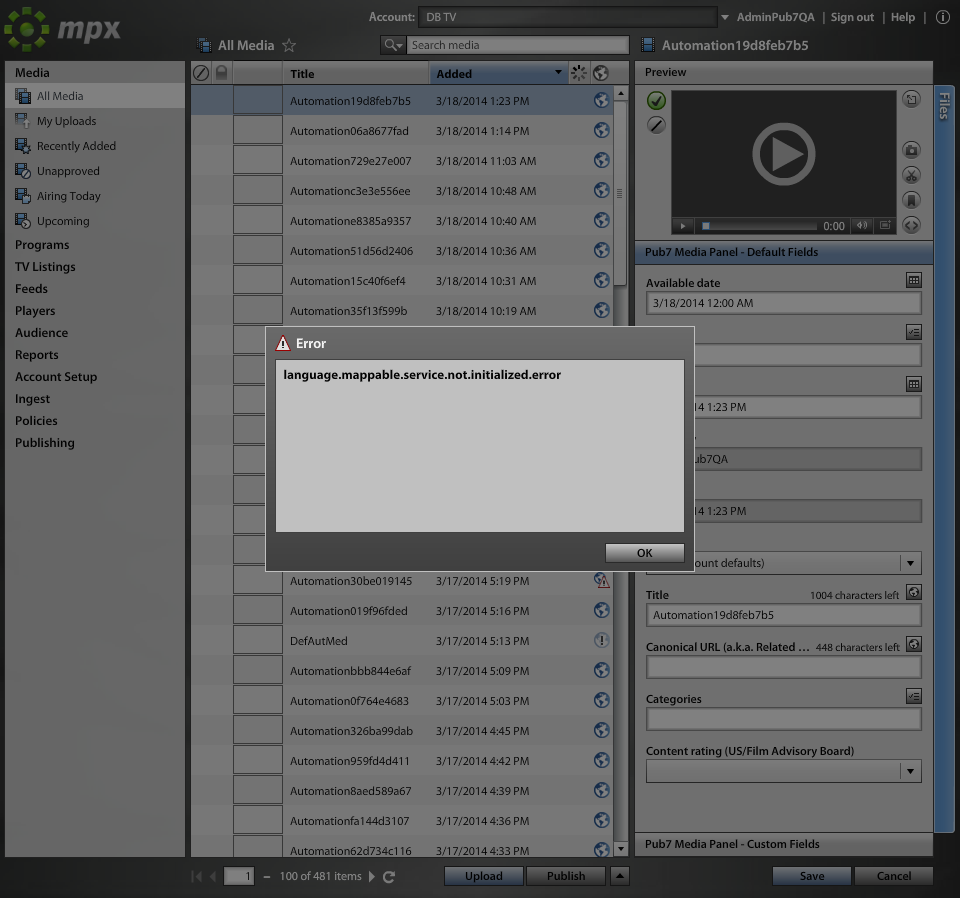 mpx
Account: DB TV AdminPub7QA | Sign out | Help |
All Media
Search media
Automation19d8feb7b5
Media
All Media
My Uploads
Recently Added
Unapproved
Airing Today
Upcoming
Programs
TV Listings
Feeds
Players
Audience
Reports
Account Setup
Ingest
Policies
Publishing
Title Added
Automation19d8feb7b5 3/18/2014 1:23 PM
Automation06a8677fad 3/18/2014 1:14 PM
Automation729e27e007 3/18/2014 11:03 AM
Automationc3e3e556ee 3/18/2014 10:48 AM
Automatione8385a9357 3/18/2014 10:40 AM
Automation51d56d2406 3/18/2014 10:36 AM
Automation15c40f6ef4 3/18/2014 10:31 AM
Automation35f13f599b 3/18/2014 10:19 AM
Error
language.mappable.service.not.initialized.error
OK
Automation30be019145 3/17/2014 5:19 PM
Automation019f96fded 3/17/2014 5:16 PM
DefAutMed 3/17/2014 5:13 PM
Automationbbb844e6af 3/17/2014 5:09 PM
Automation0f764e4683 3/17/2014 5:03 PM
Automation326ba99dab 3/17/2014 4:45 PM
Automation959fd4d411 3/17/2014 4:42 PM
Automation8aed589a67 3/17/2014 4:39 PM
Automationfa144d3107 3/17/2014 4:36 PM
Automation62d734c116 3/17/2014 4:33 PM
1 – 100 of 481 items
Upload
Publish
Preview
0:00
Files
Pub7 Media Panel - Default Fields
Available date
3/18/2014 12:00 AM
14 1:23 PM
ub7QA
14 1:23 PM
ount defaults)
Title 1004 characters left
Automation19d8feb7b5
Canonical URL (a.k.a. Related ... 448 characters left
Categories
Content rating (US/Film Advisory Board)
Pub7 Media Panel - Custom Fields
Save
Cancel